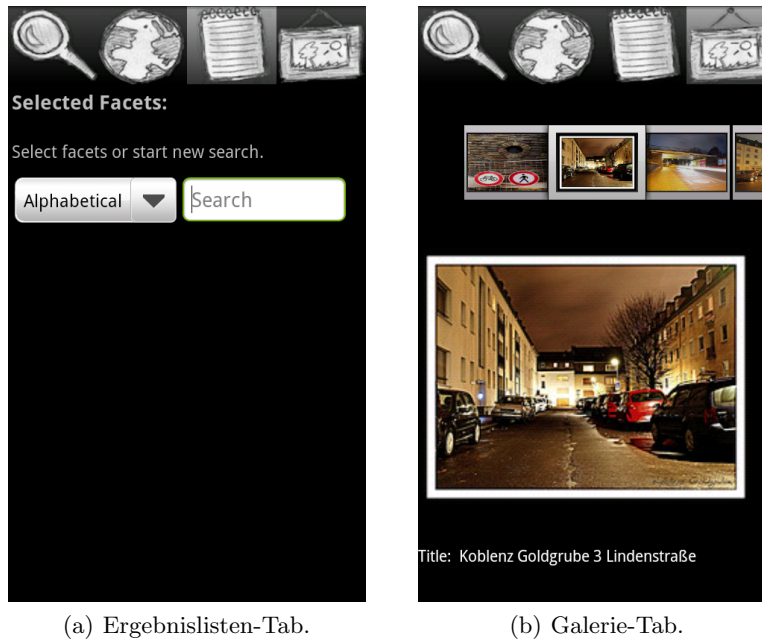 Selected Facets:
Select facets or start new search.
Alphabetical
Search
Title: Koblenz Goldgrube 3 Lindenstraße
(a) Ergebnislisten-Tab.
(b) Galerie-Tab.